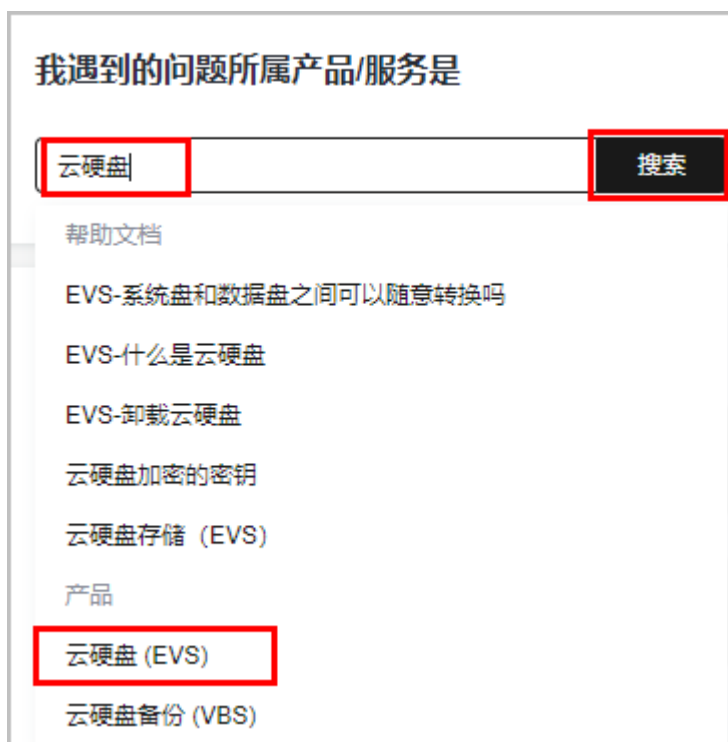 我遇到的问题所属产品/服务是
云硬盘 搜索
帮助文档
EVS-系统盘和数据盘之间可以随意转换吗
EVS-什么是云硬盘
EVS-卸载云硬盘
云硬盘加密的密钥
云硬盘存储（EVS）
产品
云硬盘 (EVS)
云硬盘备份 (VBS)